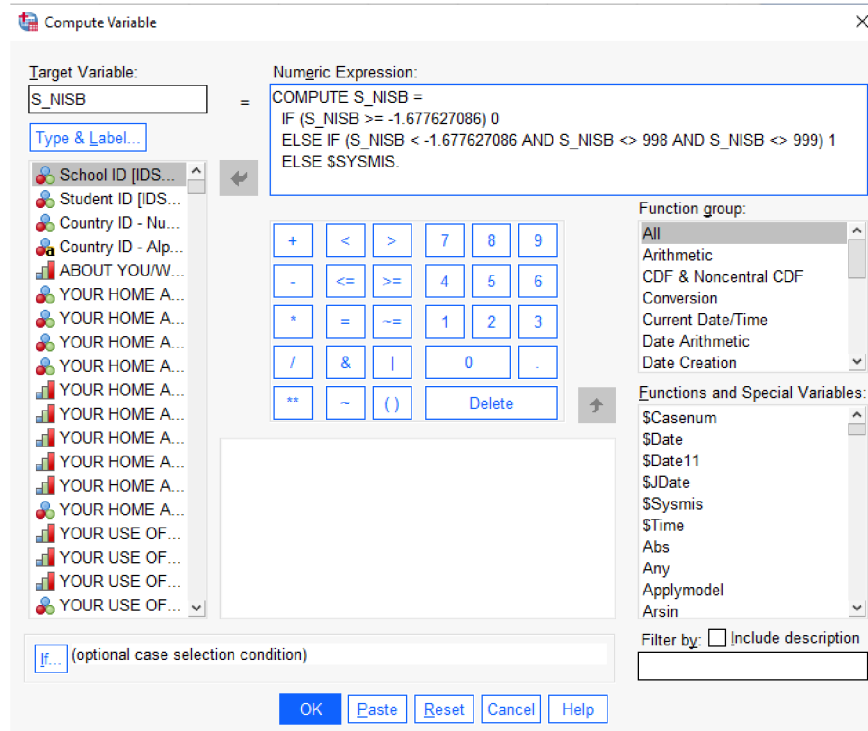 Compute Variable
Target Variable:
S_NISB
=
Type & Label...
Numeric Expression:
COMPUTE S_NISB =
IF (S_NISB >= -1.677627086) 0
ELSE IF (S_NISB < -1.677627086 AND S_NISB <> 998 AND S_NISB <> 999) 1
ELSE $SYSMIS.
School ID [IDS...
Student ID [IDS...
Country ID - Nu...
Country ID - Alp...
ABOUT YOU/W...
YOUR HOME A...
YOUR HOME A...
YOUR HOME A...
YOUR HOME A...
YOUR HOME A...
YOUR HOME A...
YOUR HOME A...
YOUR HOME A...
YOUR HOME A...
YOUR HOME A...
YOUR USE OF...
YOUR USE OF...
YOUR USE OF...
YOUR USE OF...
+ < > 7 8 9
- <= >= 4 5 6
* = ~= 1 2 3
/ & | 0 .
** ~ ( ) Delete
Function group:
All
Arithmetic
CDF & Noncentral CDF
Conversion
Current Date/Time
Date Arithmetic
Date Creation
Functions and Special Variables:
$Casenum
$Date
$Date11
$JDate
$Sysmis
$Time
Abs
Any
Applymodel
Arsin
If... (optional case selection condition)
Filter by: Include description
OK Paste Reset Cancel Help